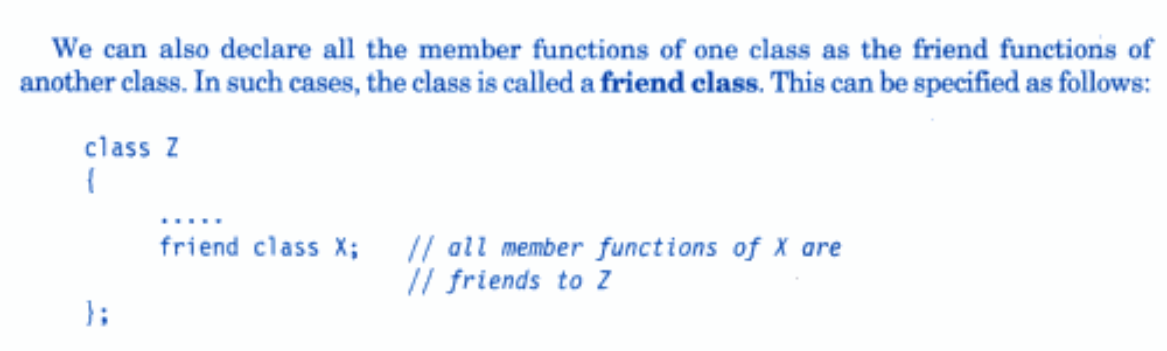 We can also declare all the member functions of one class as the friend functions of
another class. In such cases, the class is called a friend class. This can be specified as follows:
class Z
{
.....
friend class X; // all member functions of X are
// friends to Z
};